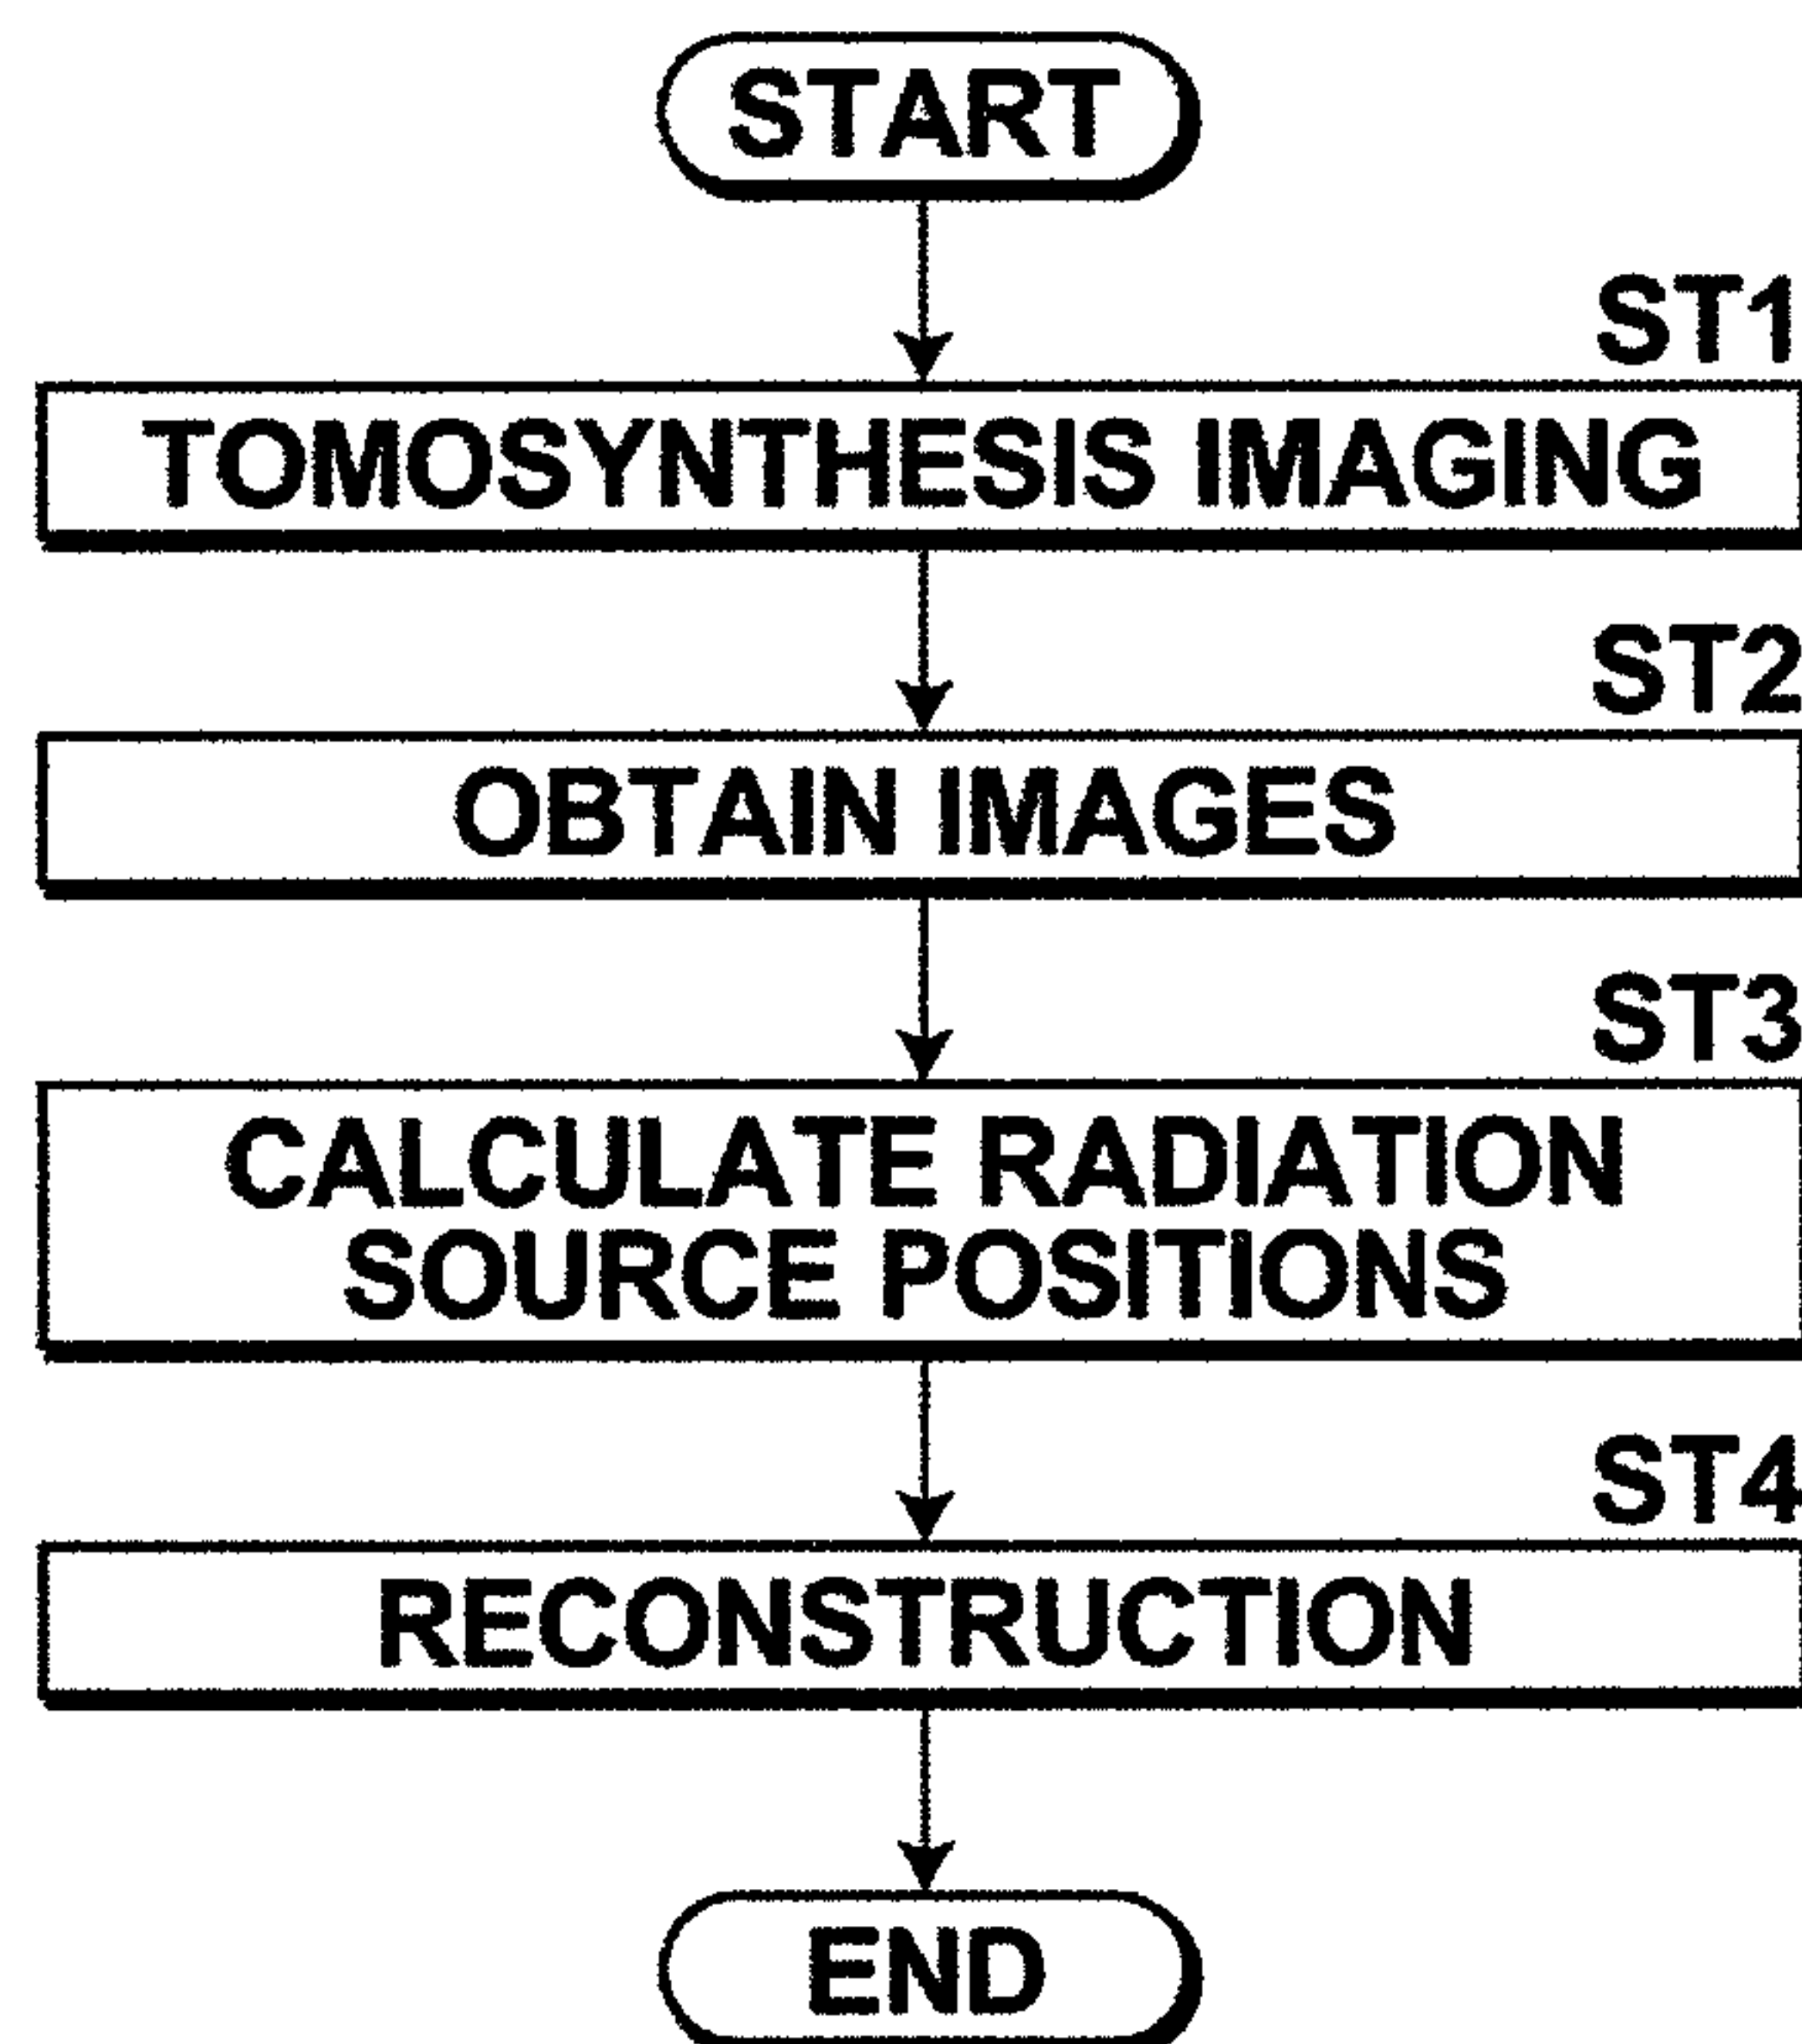 START
ST1
TOMOSYNTHESIS IMAGING
ST2
OBTAIN IMAGES
ST3
CALCULATE RADIATION
SOURCE POSITIONS
ST4
RECONSTRUCTION
END